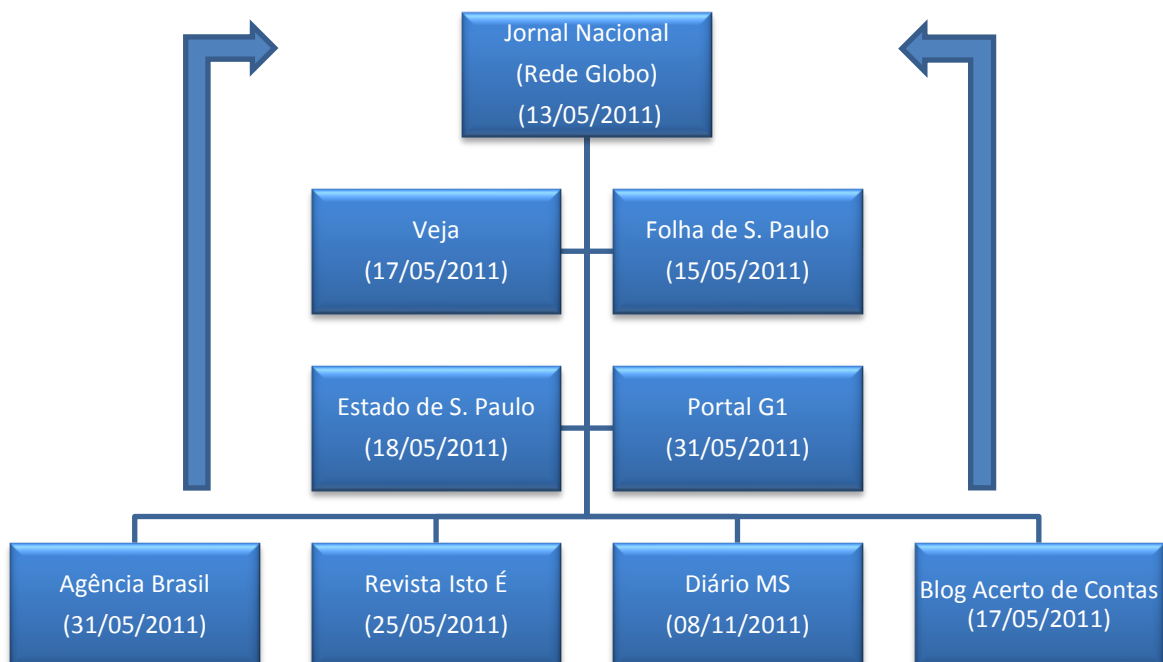 Jornal Nacional
(Rede Globo)
(13/05/2011)
Veja
(17/05/2011)
Folha de S. Paulo
(15/05/2011)
Estado de S. Paulo
(18/05/2011)
Portal G1
(31/05/2011)
Agência Brasil
(31/05/2011)
Revista Isto É
(25/05/2011)
Diário MS
(08/11/2011)
Blog Acerto de Contas
(17/05/2011)